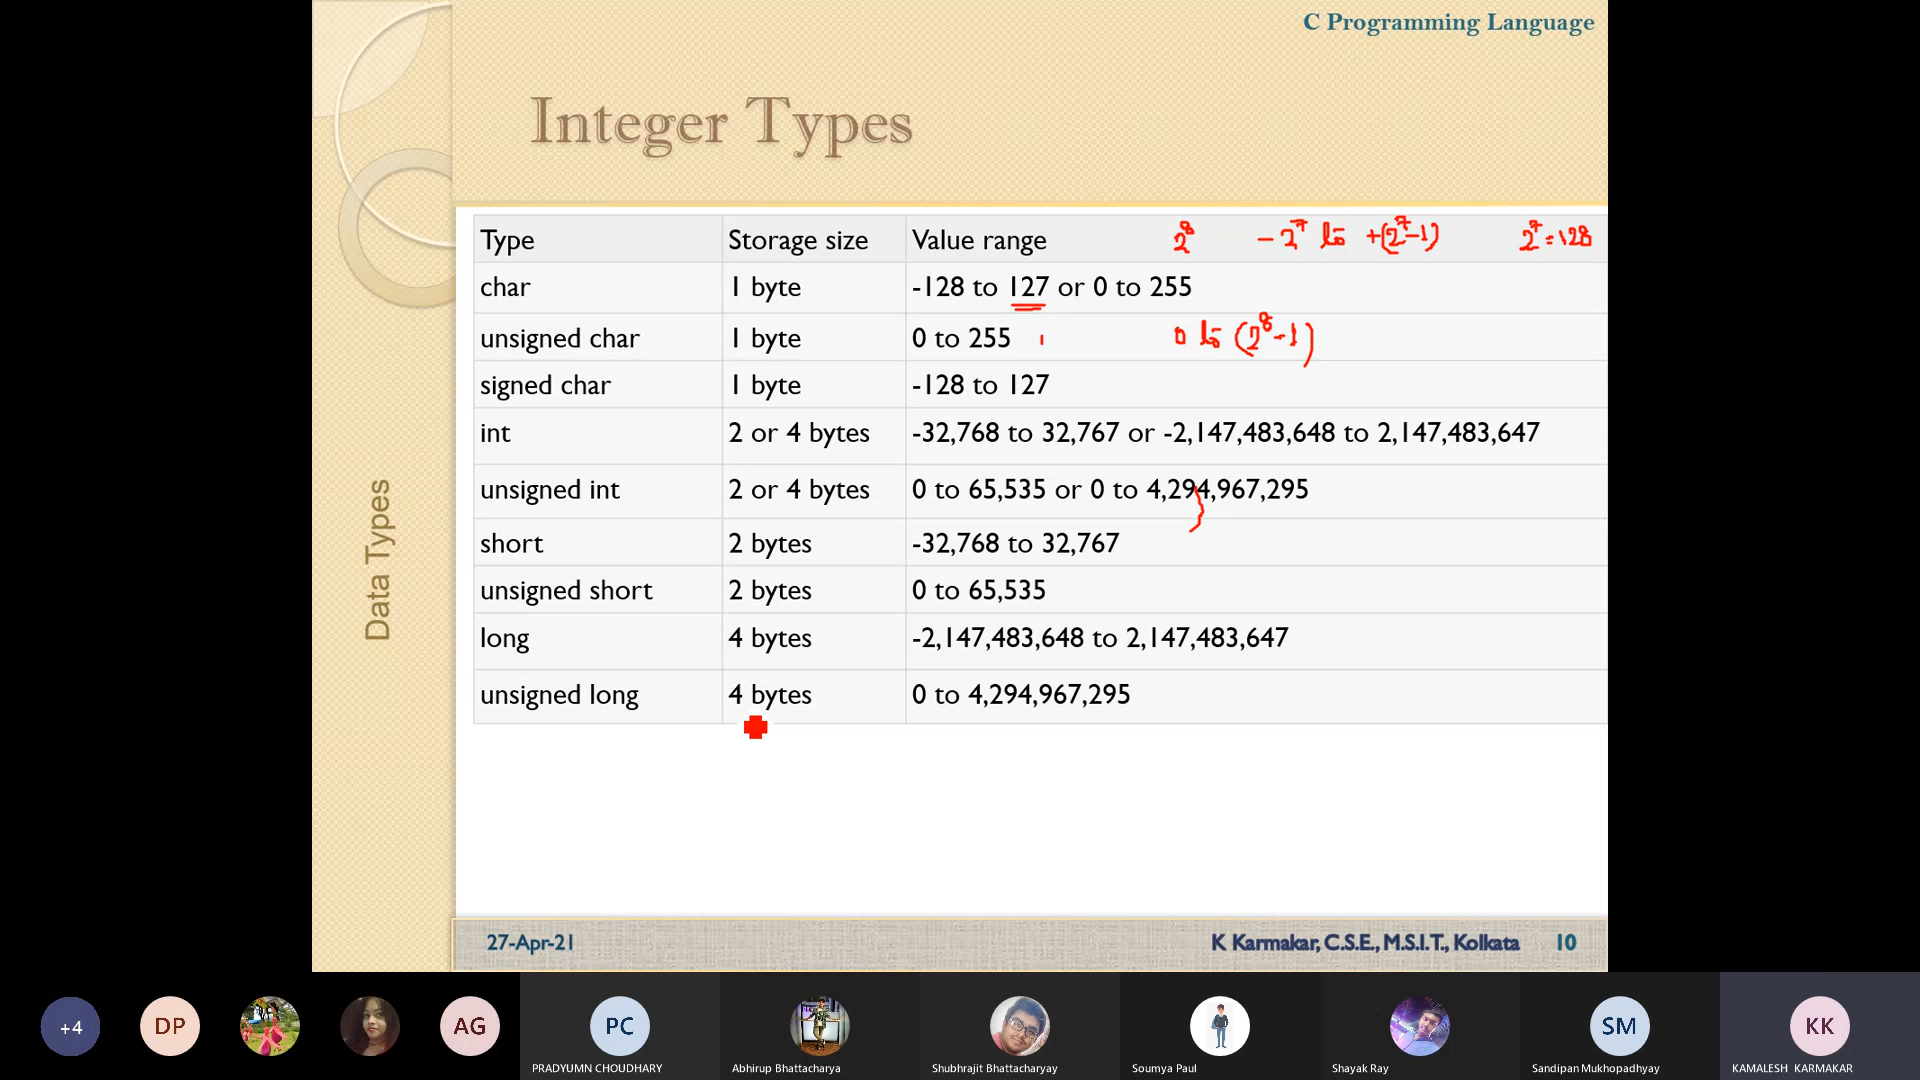 C Programming Language
Integer Types
Type Storage size Value range 2⁸ -2⁷ to +(2⁷-1) 2⁷=128
char 1 byte -128 to 127 or 0 to 255
unsigned char 1 byte 0 to 255 0 to (2⁸-1)
signed char 1 byte -128 to 127
int 2 or 4 bytes -32,768 to 32,767 or -2,147,483,648 to 2,147,483,647
unsigned int 2 or 4 bytes 0 to 65,535 or 0 to 4,294,967,295
short 2 bytes -32,768 to 32,767
unsigned short 2 bytes 0 to 65,535
long 4 bytes -2,147,483,648 to 2,147,483,647
unsigned long 4 bytes 0 to 4,294,967,295
Data Types
27-Apr-21 K Karmakar, C.S.E., M.S.I.T., Kolkata 10
+4 DP AG PC SM KK
PRADYUMN CHOUDHARY Abhirup Bhattacharya Shubhrajit Bhattacharyay Soumya Paul Shayak Ray Sandipan Mukhopadhyay KAMALESH KARMAKAR